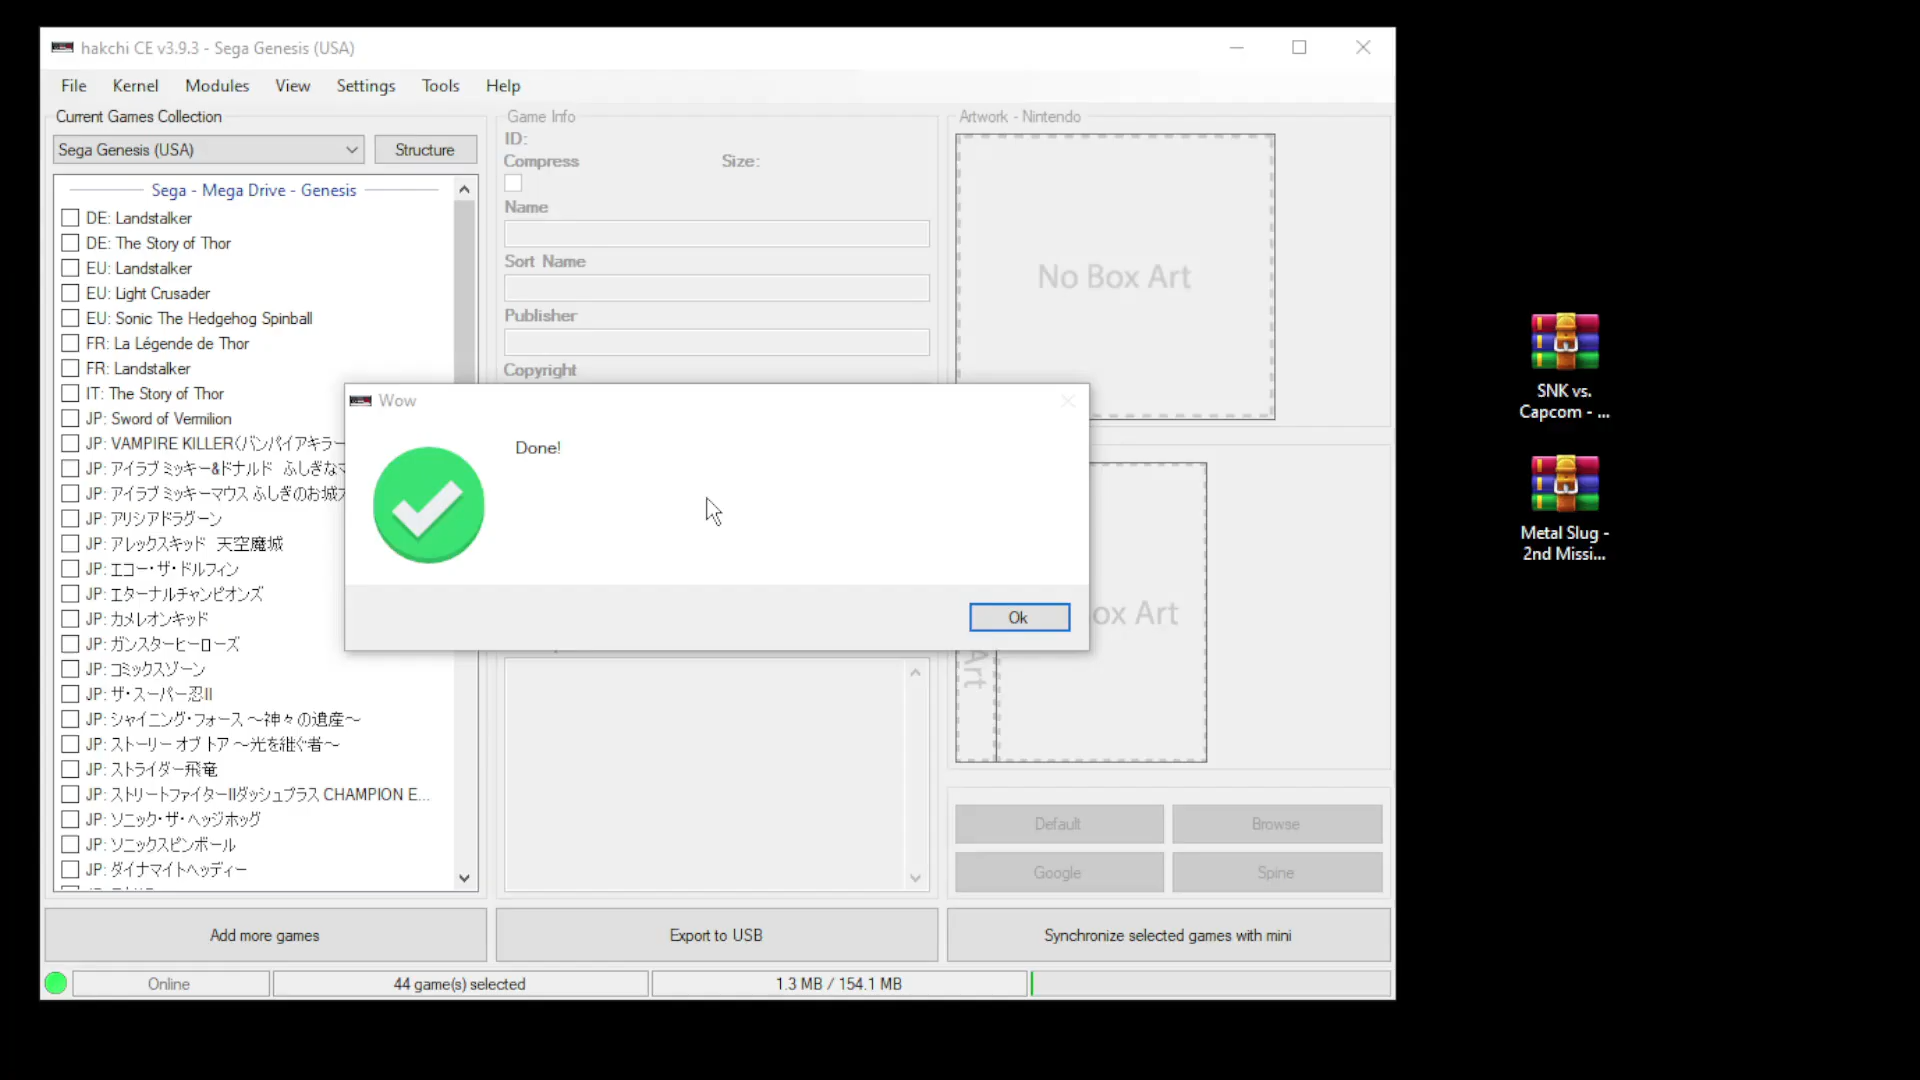 hakchi CE v3.9.3 - Sega Genesis (USA)
File Kernel Modules View Settings Tools Help
Current Games Collection
Sega Genesis (USA)
Structure
Sega - Mega Drive - Genesis
DE: Landstalker
DE: The Story of Thor
EU: Landstalker
EU: Light Crusader
EU: Sonic The Hedgehog Spinball
FR: La Légende de Thor
FR: Landstalker
IT: The Story of Thor
JP: Sword of Vermilion
JP: VAMPIRE KILLER(バンパイアキラー
JP: アイラブミッキー&ドナルド ふしぎなマ
JP: アイラブミッキーマウス ふしぎのお城大
JP: アリシアドラグーン
JP: アレックスキッド 天空魔城
JP: エコー・ザ・ドルフィン
JP: エターナルチャンピオンズ
JP: カメレオンキッド
JP: ガンスターヒーローズ
JP: コミックスゾーン
JP: ザ・スーパー忍II
JP: シャイニング・フォース ～神々の遺産～
JP: ストーリー オブ トア ～光を継ぐ者～
JP: ストライダー飛竜
JP: ストリートファイターIIダッシュプラス CHAMPION E...
JP: ソニック・ザ・ヘッジホッグ
JP: ソニックスピンボール
JP: ダイナマイトヘッディー
Game Info
ID:
Compress
Size:
Name
Sort Name
Publisher
Copyright
Artwork - Nintendo
No Box Art
Wow
Done!
Ok
ox Art
Art
Default
Browse
Google
Spine
Add more games
Export to USB
Synchronize selected games with mini
Online
44 game(s) selected
1.3 MB / 154.1 MB
SNK vs.
Capcom - ...
Metal Slug -
2nd Missi...